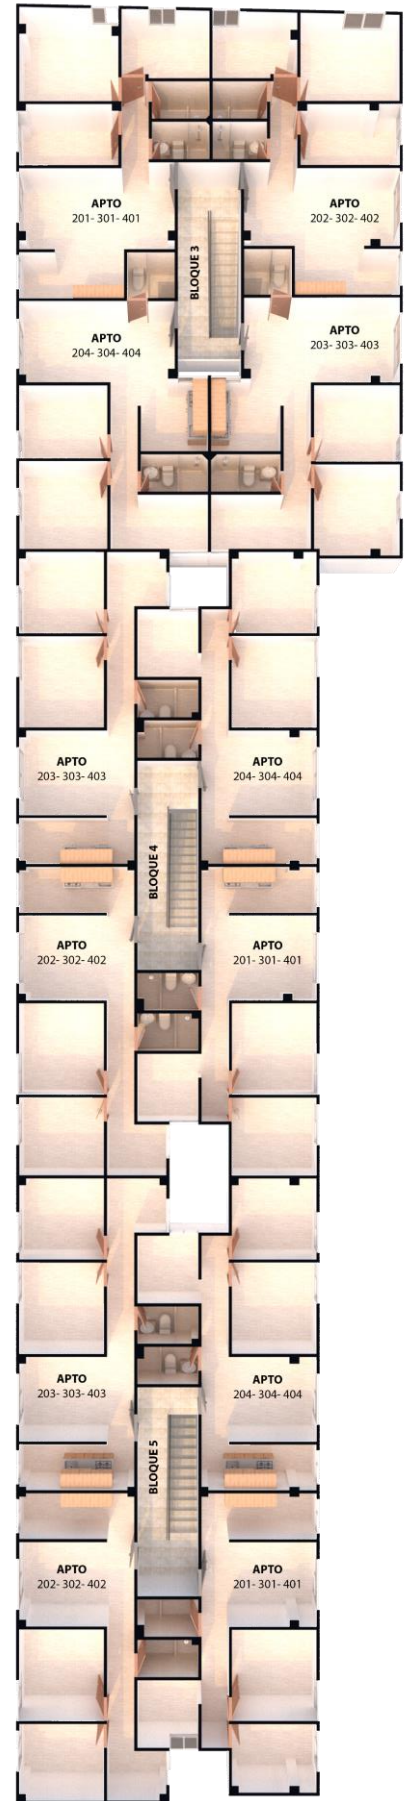 APTO
201- 301- 401
APTO
202- 302- 402
BLOQUE 3
APTO
204- 304- 404
APTO
203- 303- 403
APTO
203- 303- 403
APTO
204- 304- 404
BLOQUE 4
APTO
202- 302- 402
APTO
201- 301- 401
APTO
203- 303- 403
APTO
204- 304- 404
BLOQUE 5
APTO
202- 302- 402
APTO
201- 301- 401